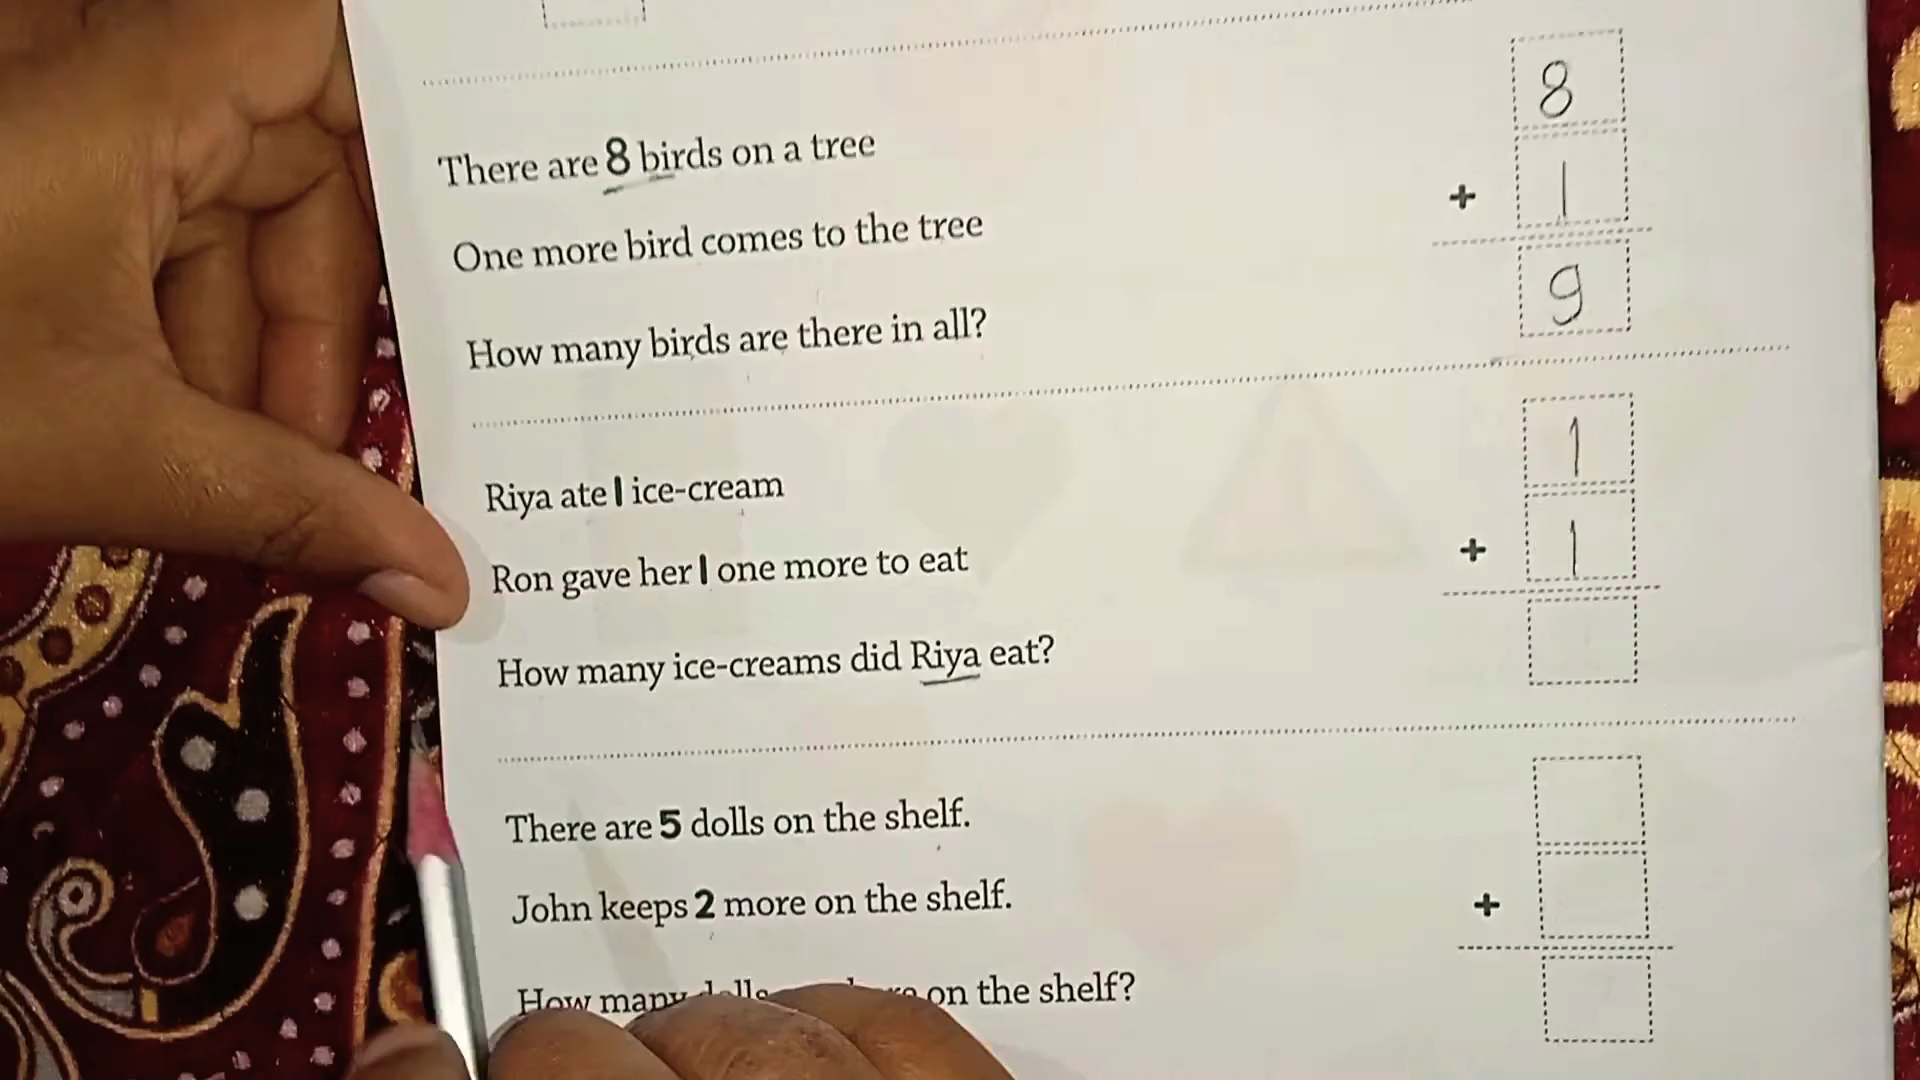 There are 8 birds on a tree
One more bird comes to the tree
How many birds are there in all?
8
+ 1
9
Riya ate 1 ice-cream
Ron gave her 1 one more to eat
How many ice-creams did Riya eat?
1
+ 1
There are 5 dolls on the shelf.
John keeps 2 more on the shelf.
How many on the shelf?
+